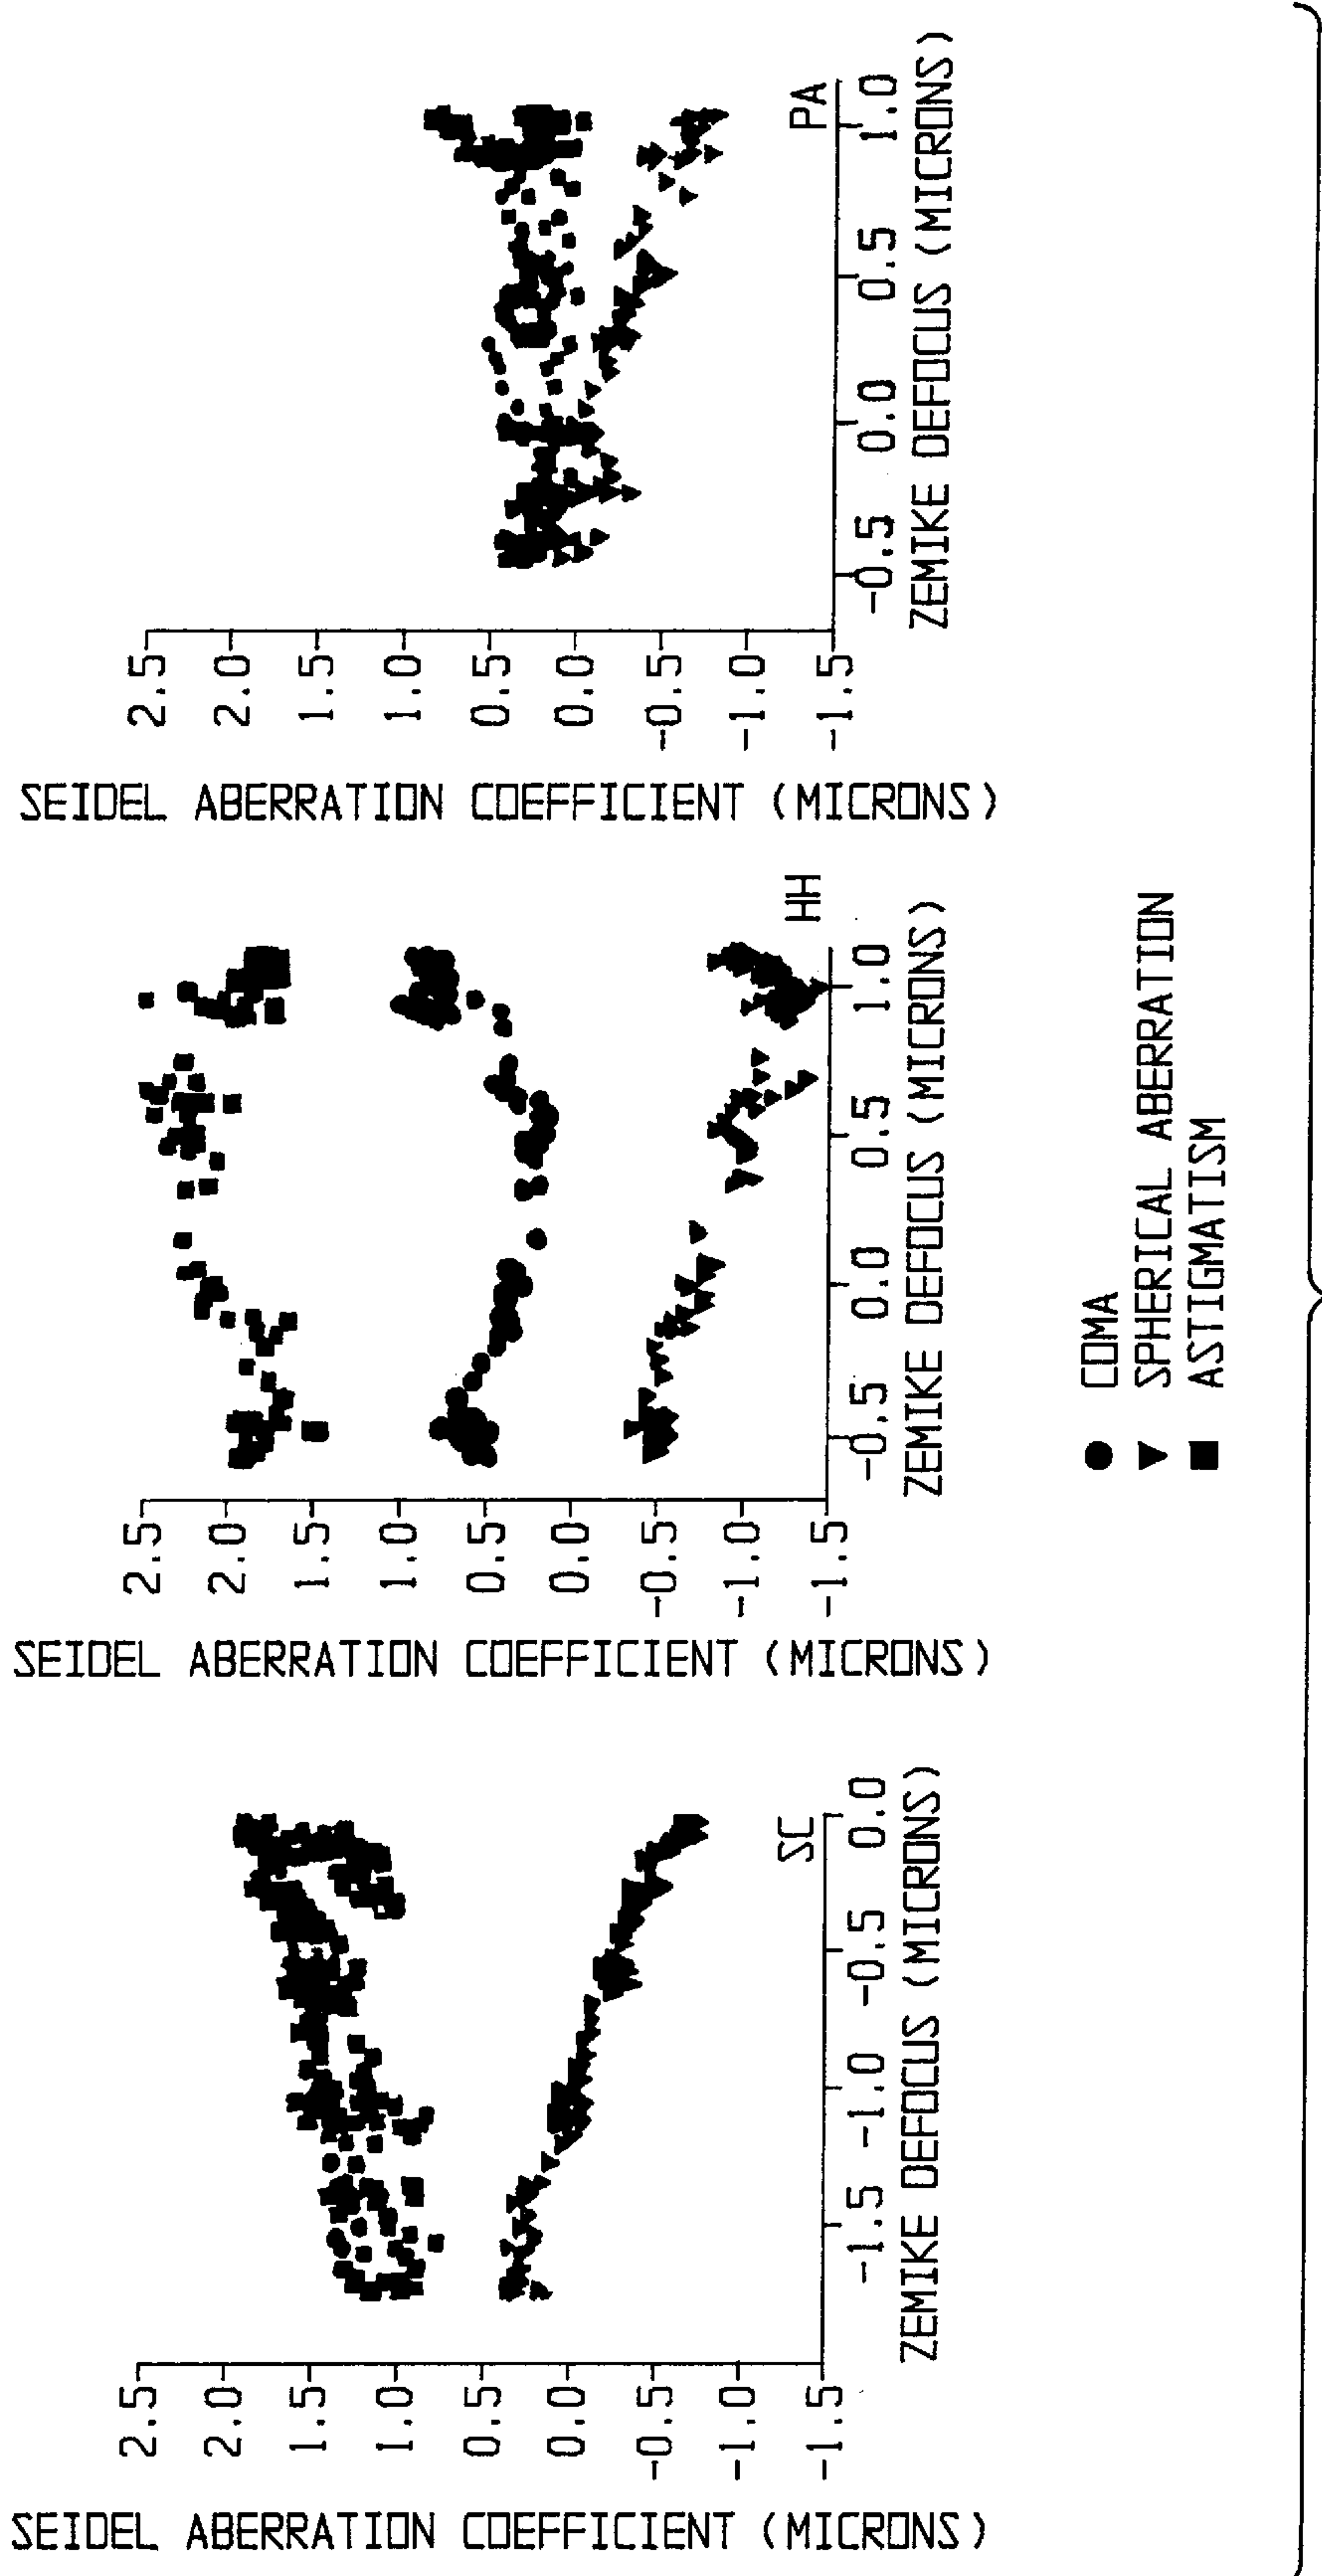 SEIDEL ABERRATION COEFFICIENT (MICRONS)
2.5
2.0
1.5
1.0
0.5
0.0
-0.5
-1.0
-1.5
SC
-1.5 -1.0 -0.5 0.0
ZEMIKE DEFOCUS (MICRONS)
SEIDEL ABERRATION COEFFICIENT (MICRONS)
2.5
2.0
1.5
1.0
0.5
0.0
-0.5
-1.0
-1.5
HH
-0.5 0.0 0.5 1.0
ZEMIKE DEFOCUS (MICRONS)
SEIDEL ABERRATION COEFFICIENT (MICRONS)
2.5
2.0
1.5
1.0
0.5
0.0
-0.5
-1.0
-1.5
PA
-0.5 0.0 0.5 1.0
ZEMIKE DEFOCUS (MICRONS)
COMA
SPHERICAL ABERRATION
ASTIGMATISM